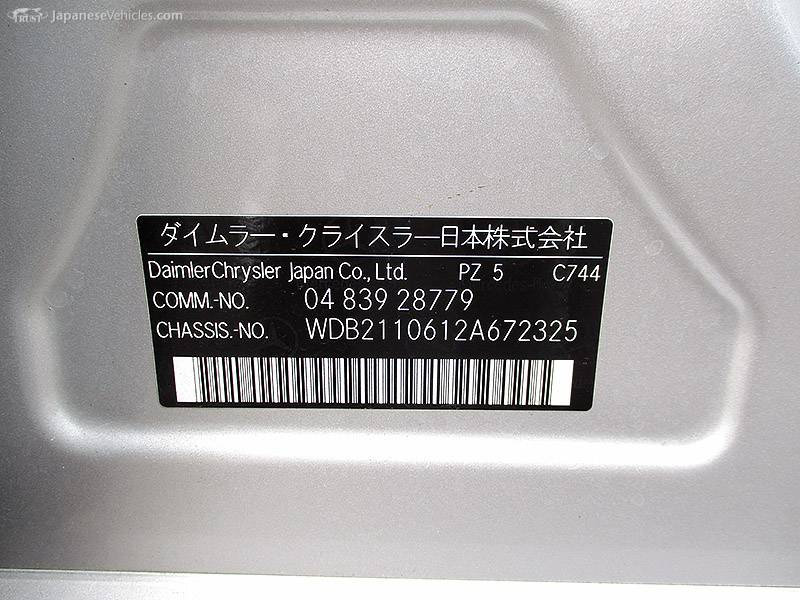 TRUST JapaneseVehicles.com
ダイムラー・クライスラー日本株式会社
DaimlerChrysler Japan Co., Ltd. PZ 5 C744
COMM.-NO. 04 839 28779
CHASSIS.-NO. WDB2110612A672325